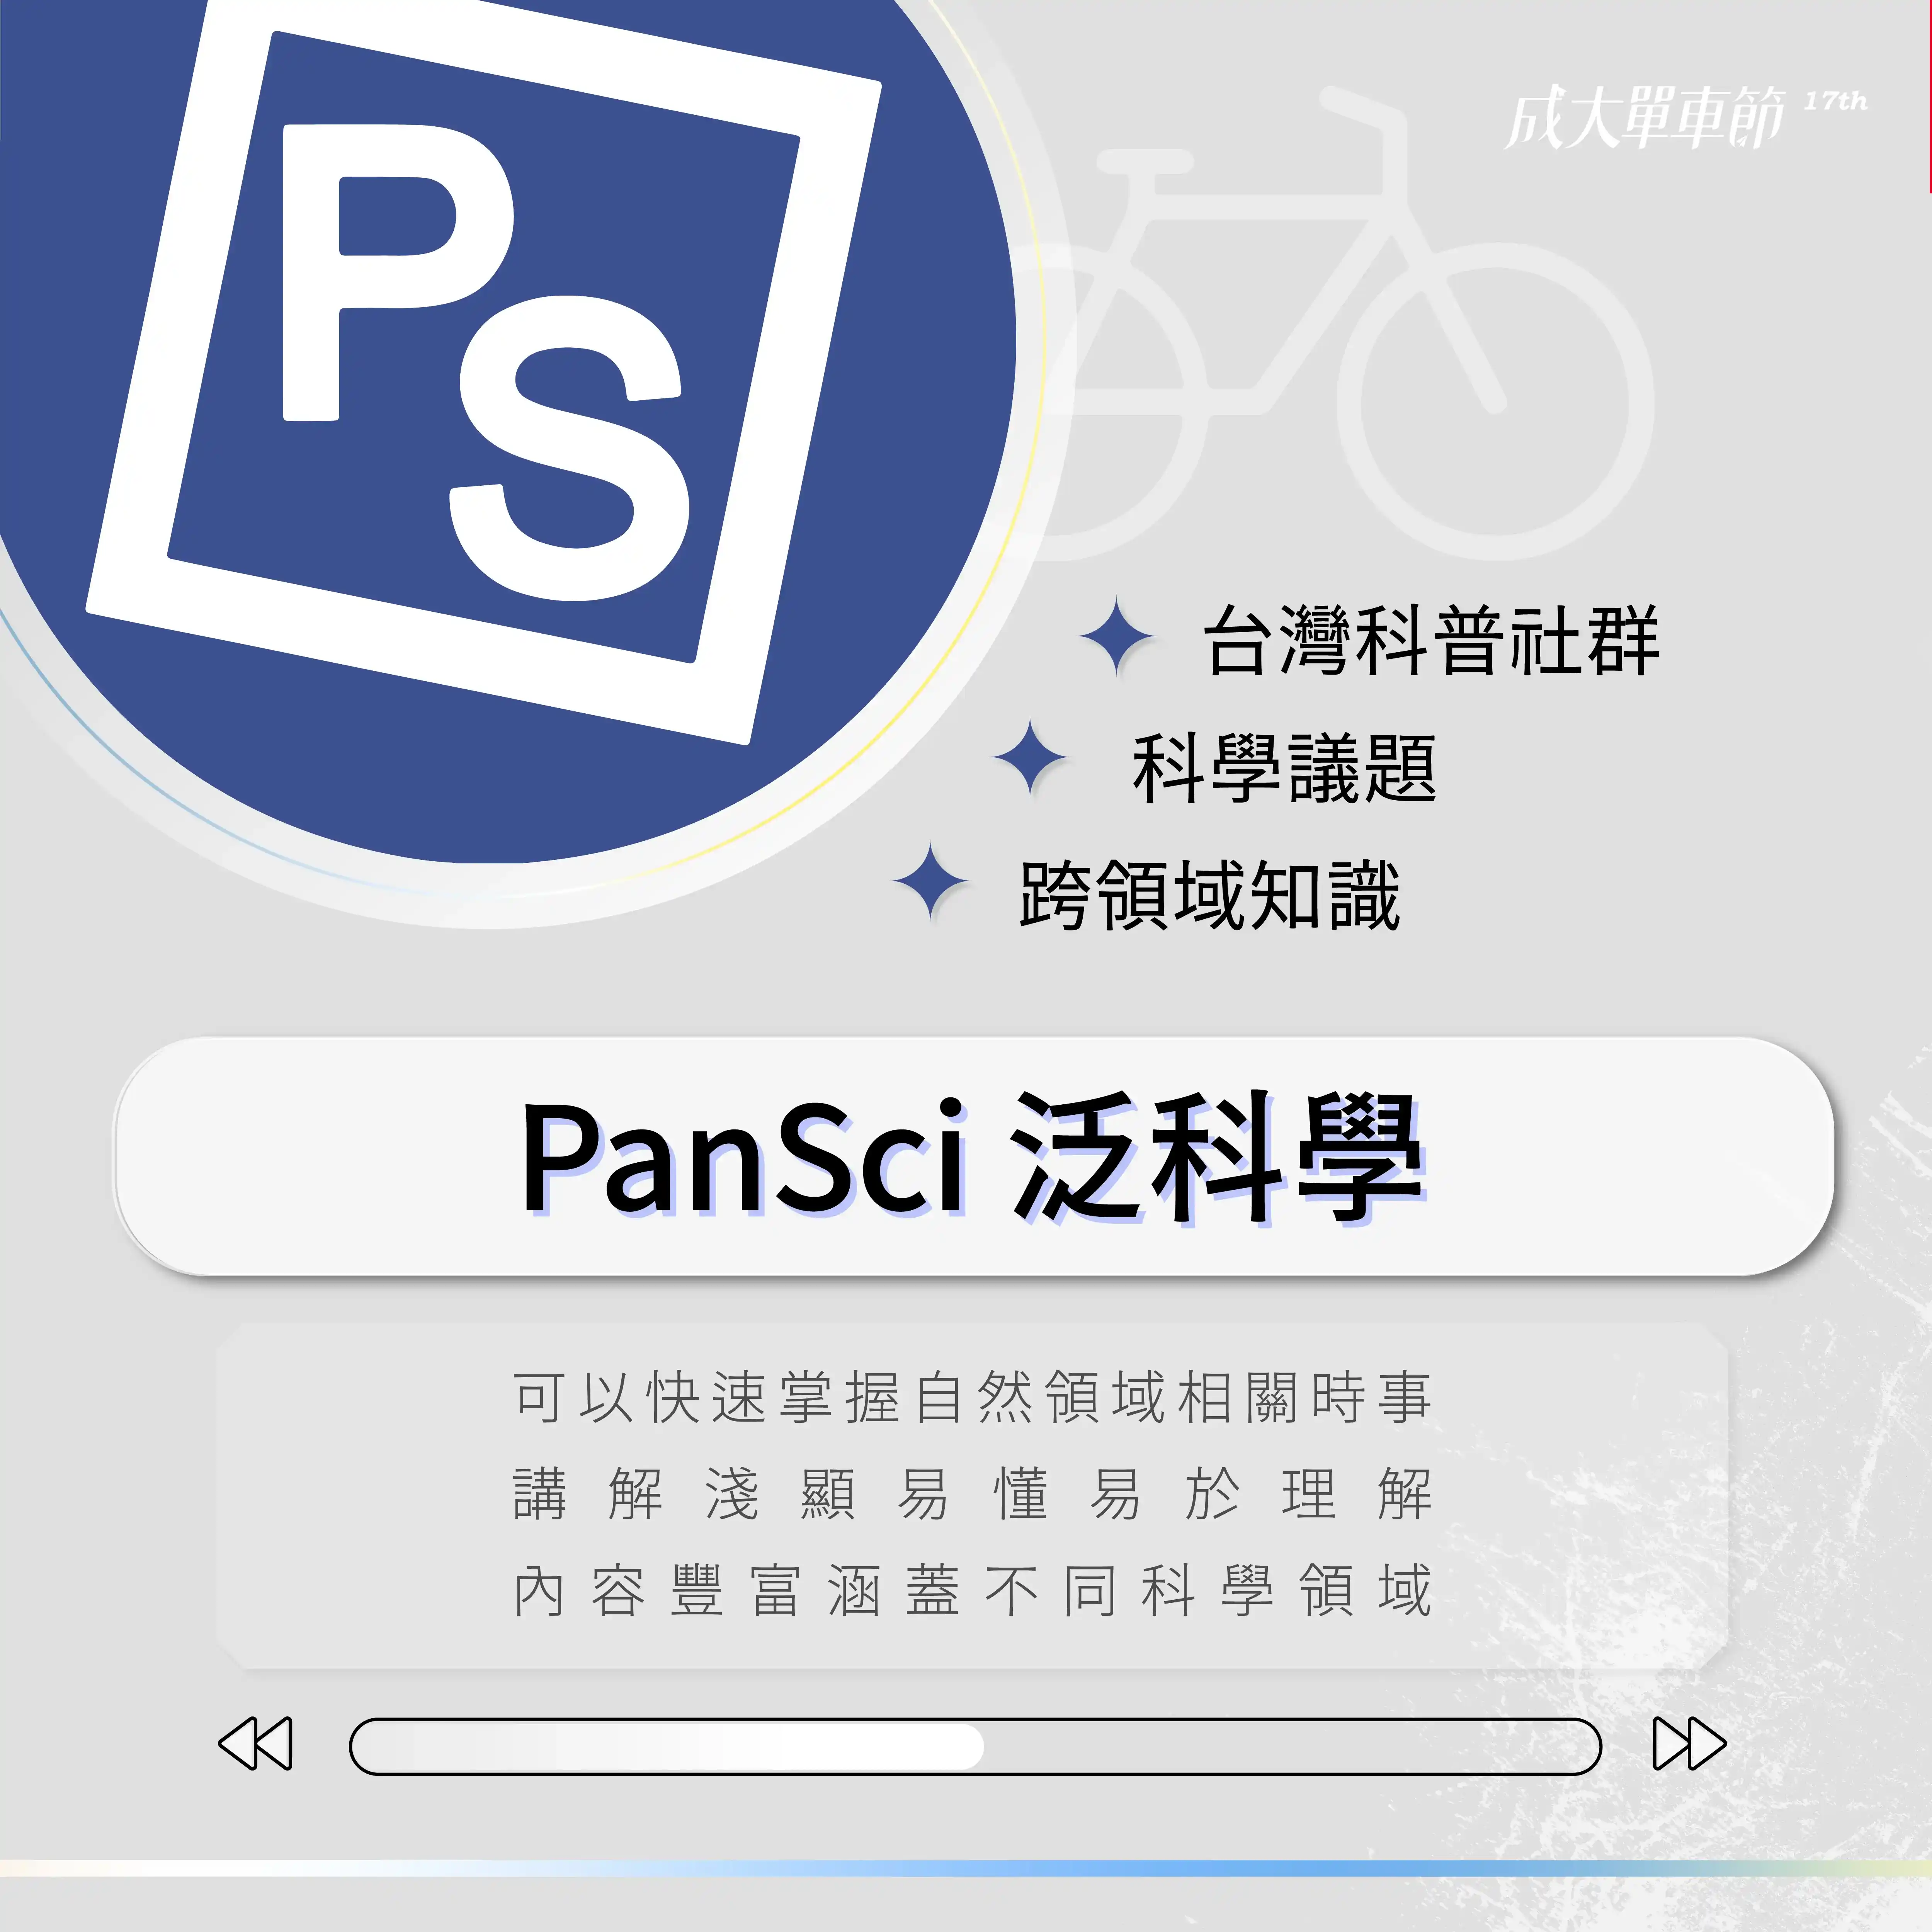 PS
成大單車節 17th
台灣科普社群
科學議題
跨領域知識
PanSci 泛科學
可以快速掌握自然領域相關時事
講解淺顯易懂易於理解
內容豐富涵蓋不同科學領域